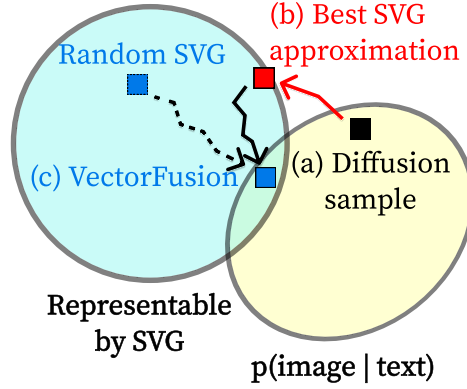 (b) Best SVG
approximation
Random SVG
(a) Diffusion
sample
(c) VectorFusion
Representable
by SVG
p(image | text)